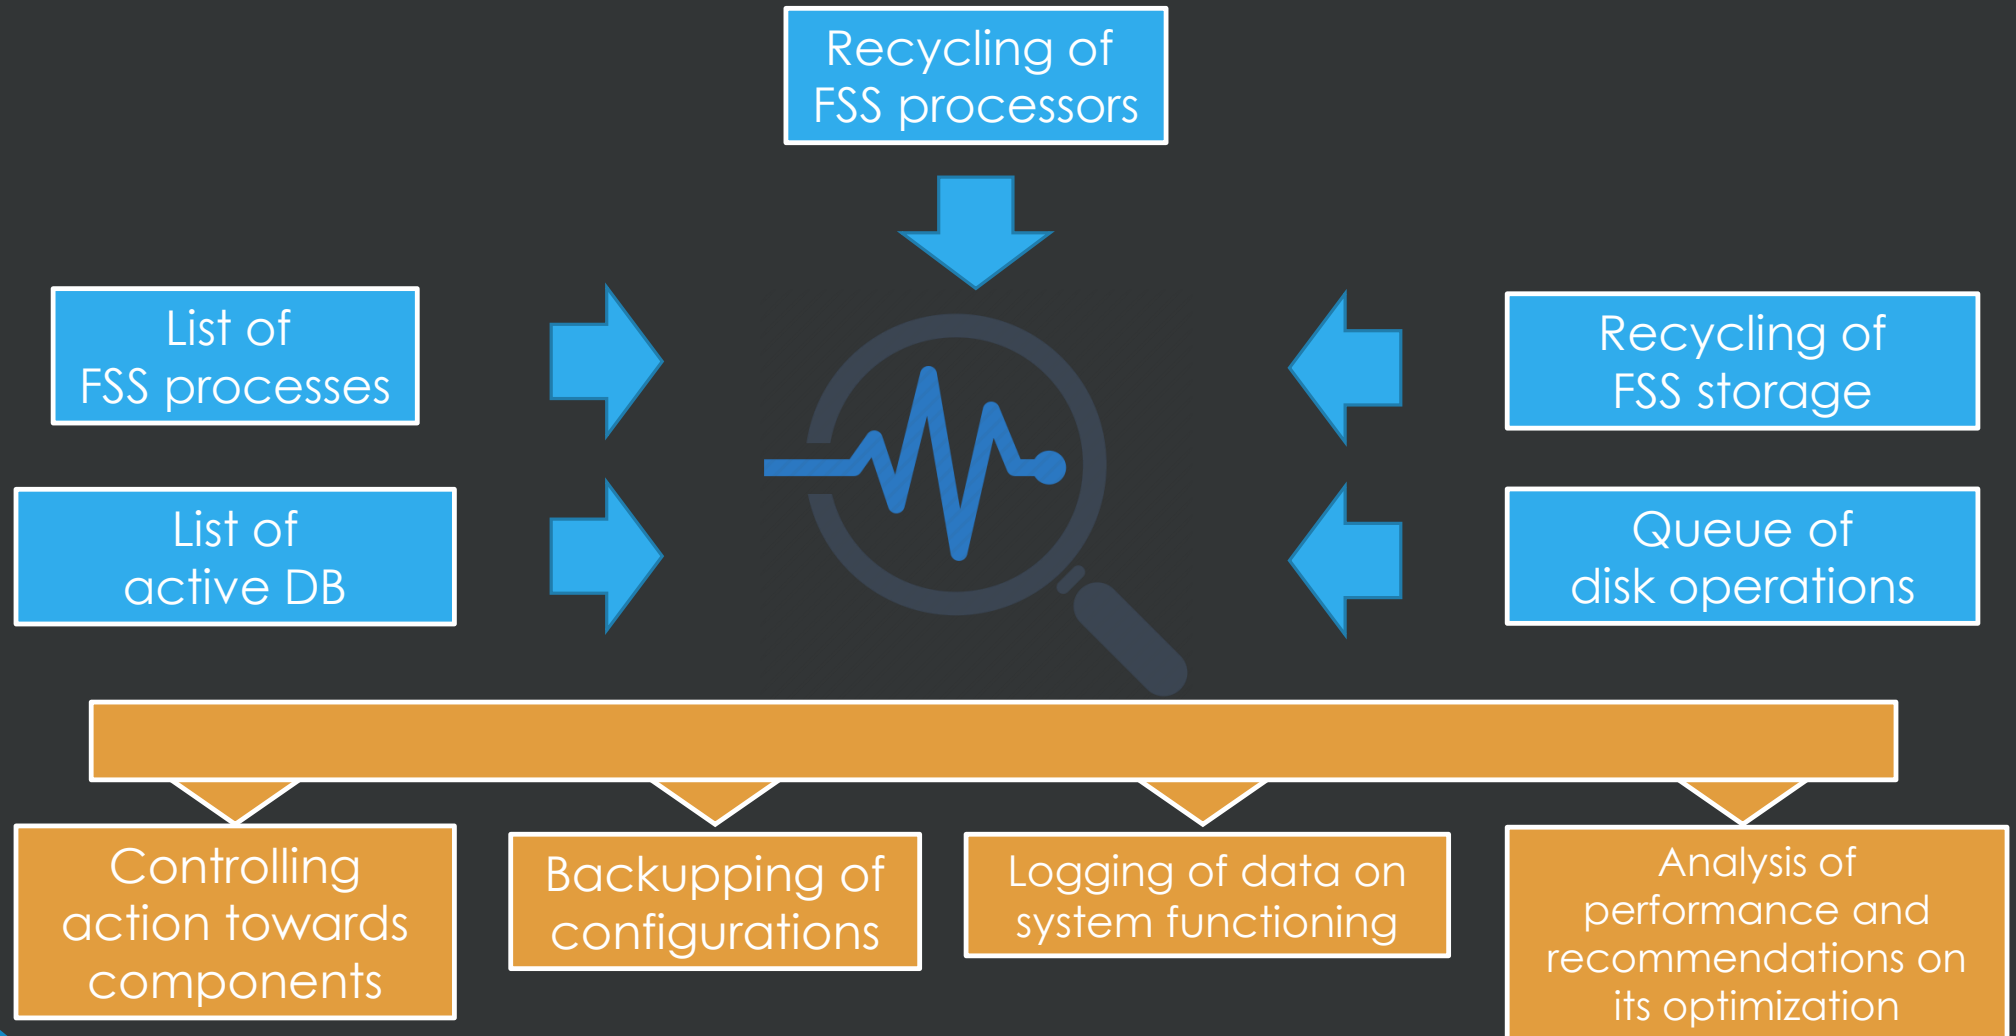 Recycling of
FSS processors
List of
FSS processes
Recycling of
FSS storage
List of
active DB
Queue of
disk operations
Controlling
action towards
components
Backupping of
configurations
Logging of data on
system functioning
Analysis of
performance and
recommendations on
its optimization